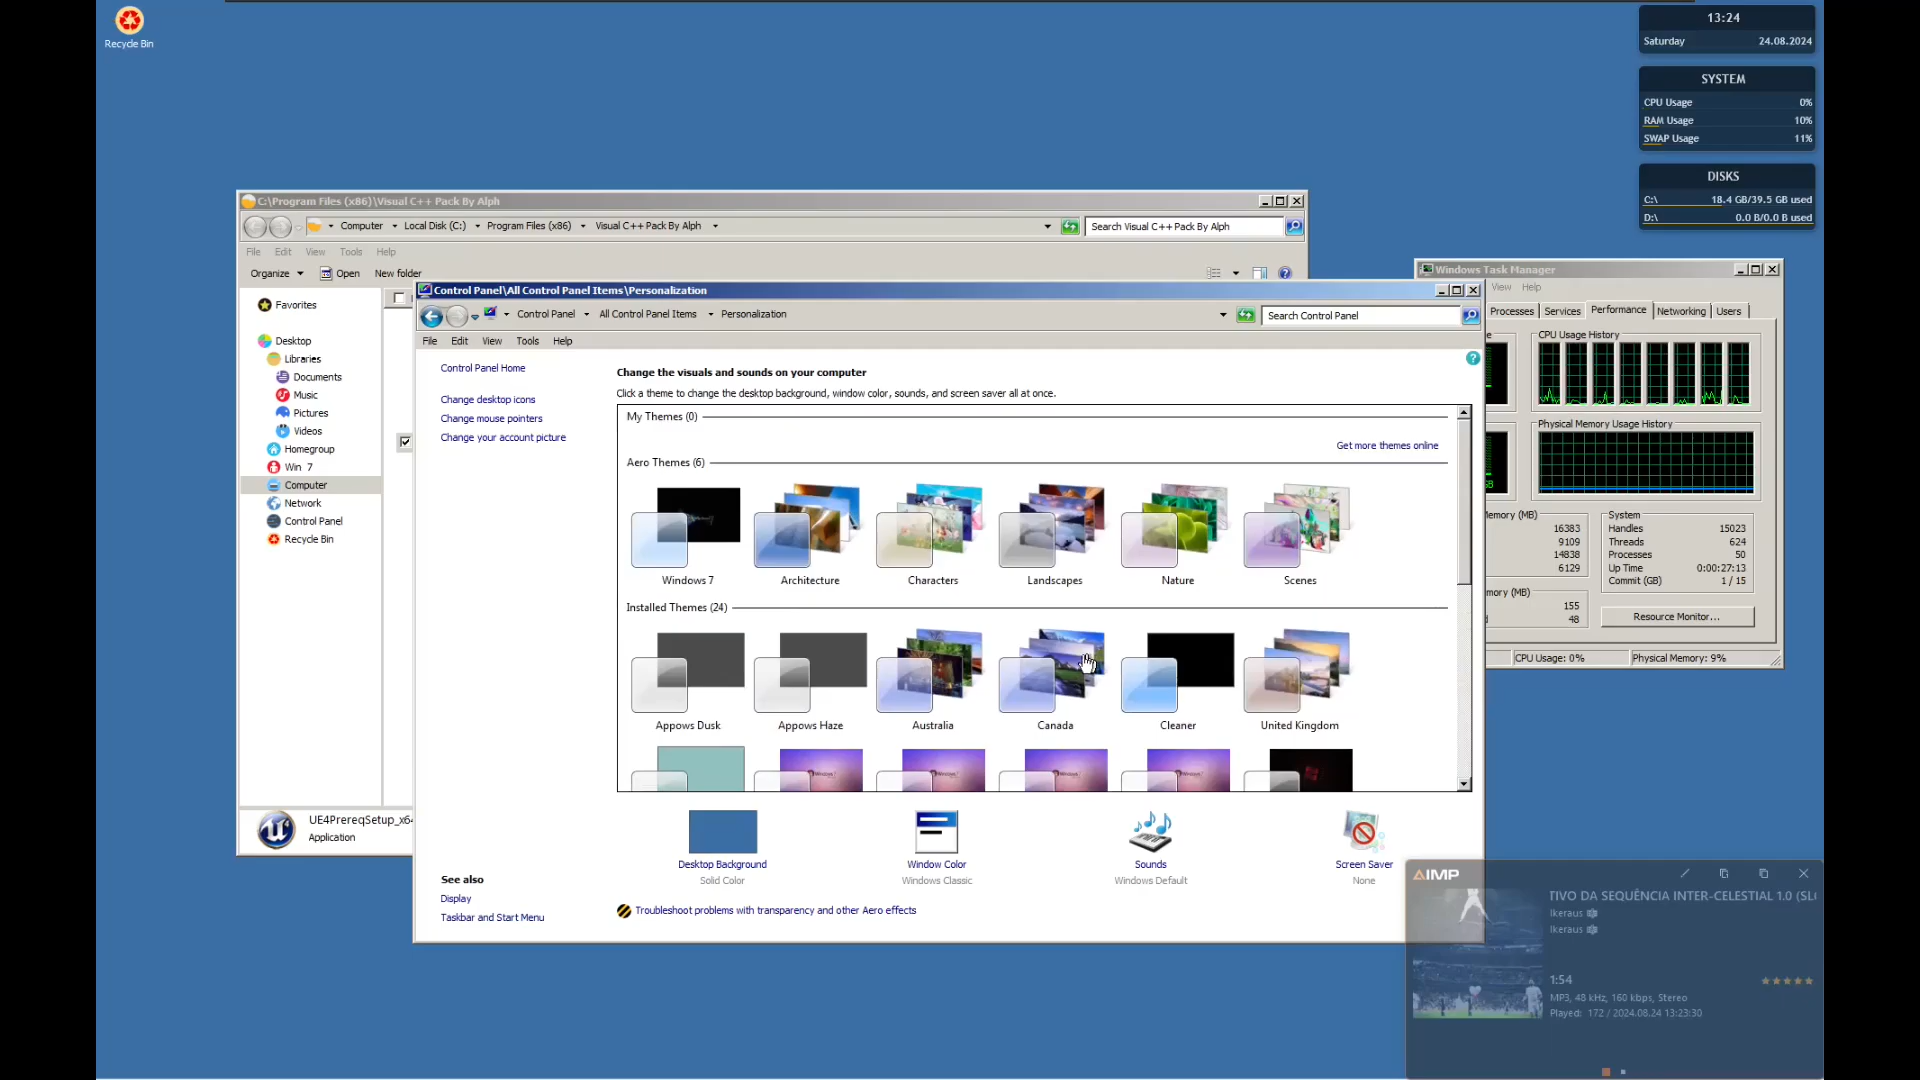 Recycle Bin
13:24
Saturday 24.08.2024
SYSTEM
CPU Usage 0%
RAM Usage 10%
SWAP Usage 11%
DISKS
C:\ 18.4 GB/39.5 GB used
D:\ 0.0 B/0.0 B used
C:\Program Files (x86)\Visual C++ Pack By Alph
Computer Local Disk (C:) Program Files (x86) Visual C++ Pack By Alph Search Visual C++ Pack By Alph
File Edit View Tools Help
Organize Open New folder
Favorites
Desktop
Libraries
Documents
Music
Pictures
Videos
Homegroup
Win 7
Computer
Network
Control Panel
Recycle Bin
UE4PrereqSetup_x64
Application
Control Panel\All Control Panel Items\Personalization
Control Panel All Control Panel Items Personalization Search Control Panel
File Edit View Tools Help
Control Panel Home
Change desktop icons
Change mouse pointers
Change your account picture
See also
Display
Taskbar and Start Menu
Change the visuals and sounds on your computer
Click a theme to change the desktop background, window color, sounds, and screen saver all at once.
My Themes (0)
Get more themes online
Aero Themes (6)
Windows 7 Architecture Characters Landscapes Nature Scenes
Installed Themes (24)
Appows Dusk Appows Haze Australia Canada Cleaner United Kingdom
Desktop Background Window Color Sounds Screen Saver
Solid Color Windows Classic Windows Default None
Troubleshoot problems with transparency and other Aero effects
Windows Task Manager
View Help
Processes Services Performance Networking Users
CPU Usage History
Physical Memory Usage History
emory (MB)
16383
9109
14838
6129
System
Handles 15023
Threads 624
Processes 50
Up Time 0:00:27:13
Commit (GB) 1 / 15
mory (MB)
155
48
Resource Monitor...
CPU Usage: 0% Physical Memory: 9%
AIMP
TIVO DA SEQUÊNCIA INTER-CELESTIAL 1.0 (SL
Ikeraus
Ikeraus
1:54
MP3, 48 kHz, 160 kbps, Stereo
Played: 172 / 2024.08.24 13:23:30